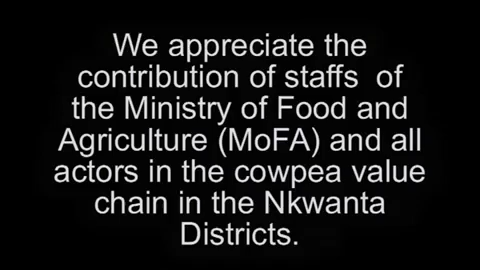 We appreciate the
contribution of staffs  of
the Ministry of Food and
Agriculture (MoFA) and all
actors in the cowpea value
chain in the Nkwanta
Districts.